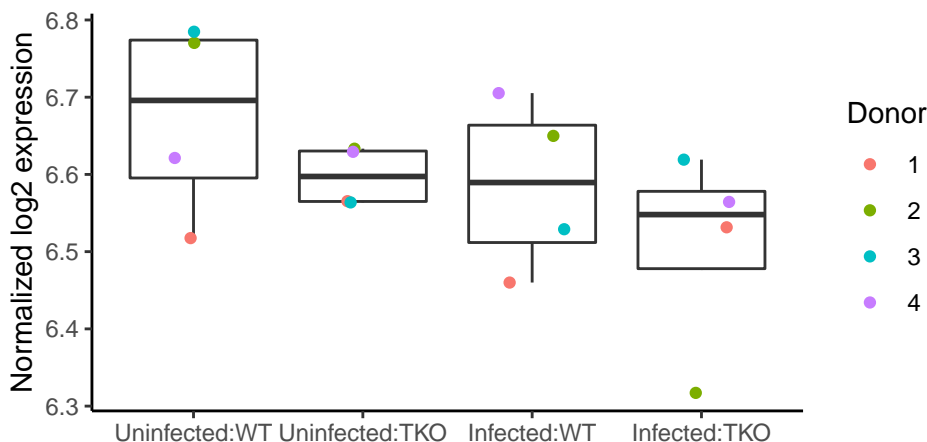 Normalized log2 expression
6.8
6.7
6.6
6.5
6.4
6.3
Uninfected:WT
Uninfected:TKO
Infected:WT
Infected:TKO
Donor
1
2
3
4